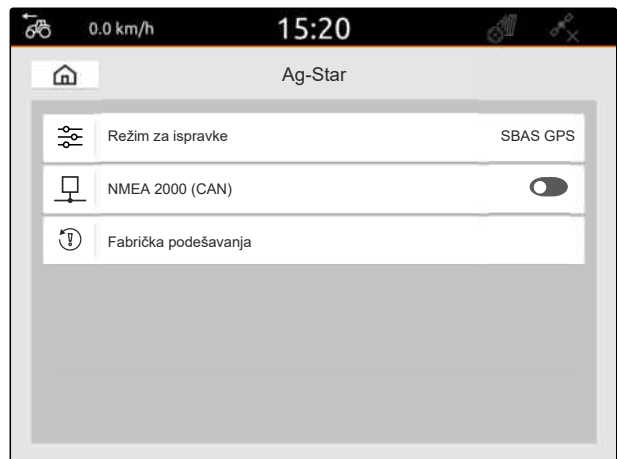 0.0 km/h 15:20
Ag-Star
Režim za ispravke SBAS GPS
NMEA 2000 (CAN)
Fabrička podešavanja